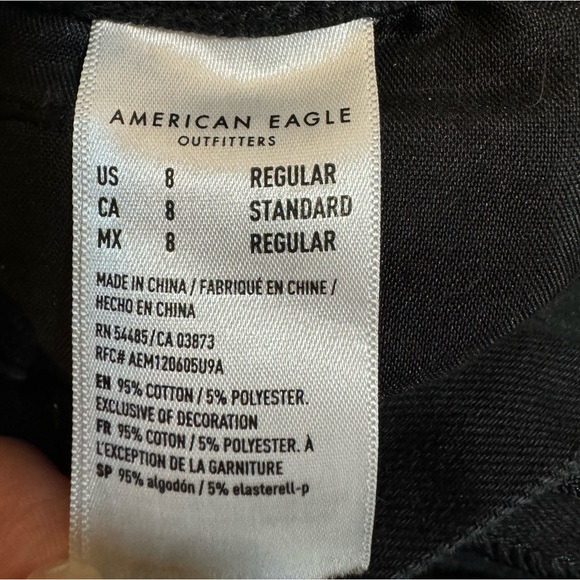 AMERICAN EAGLE
OUTFITTERS
US 8 REGULAR
CA 8 STANDARD
MX 8 REGULAR
MADE IN CHINA / FABRIQUÉ EN CHINE /
HECHO EN CHINA
RN 54485/CA 03873
RFC# AEM120605U9A
EN 95% COTTON / 5% POLYESTER.
EXCLUSIVE OF DECORATION
FR 95% COTON / 5% POLYESTER. À
L'EXCEPTION DE LA GARNITURE
SP 95% algodón / 5% elasterell-p